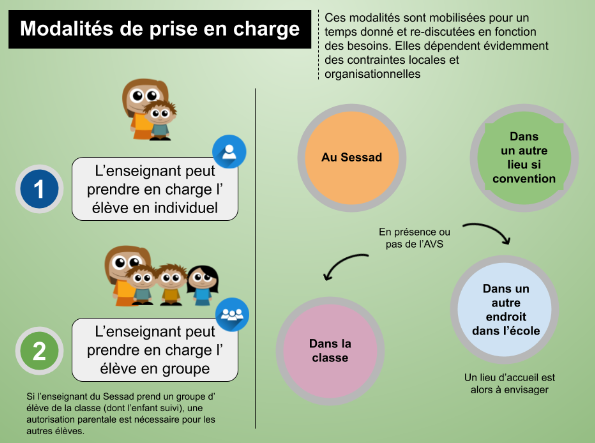 Modalités de prise en charge
Ces modalités sont mobilisées pour un
temps donné et re-discutées en fonction
des besoins. Elles dépendent évidemment
des contraintes locales et
organisationnelles
1
L'enseignant peut
prendre en charge l'
élève en individuel
2
L'enseignant peut
prendre en charge l'
élève en groupe
Si l'enseignant du Sessad prend un groupe d'
élève de la classe (dont l'enfant suivi), une
autorisation parentale est nécessaire pour les
autres élèves.
Au Sessad
Dans
un autre
lieu si
convention
En présence ou
pas de l'AVS
Dans la
classe
Dans un
autre
endroit
dans l'école
Un lieu d'accueil est
alors à envisager